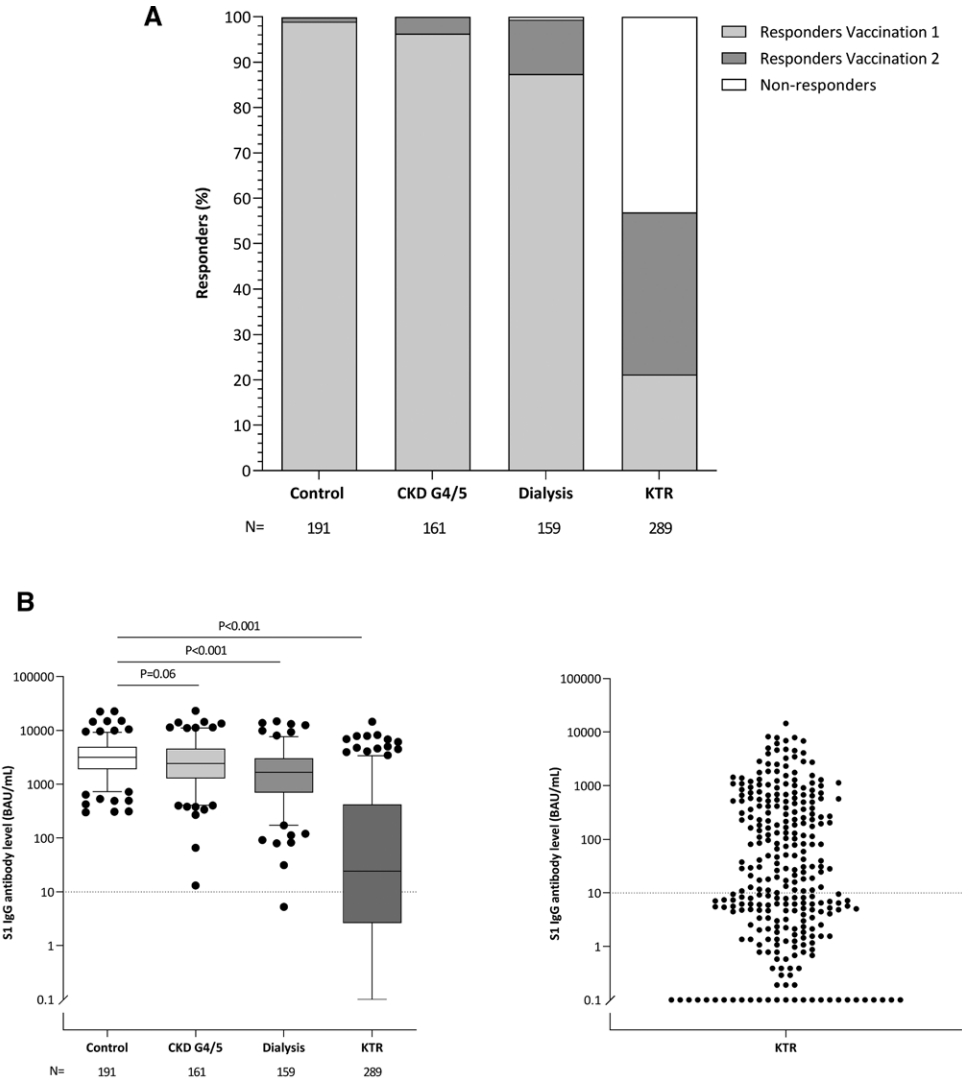 A
Responders (%)
100
90
80
70
60
50
40
30
20
10
0
Control CKD G4/5 Dialysis KTR
N= 191 161 159 289
Responders Vaccination 1
Responders Vaccination 2
Non-responders
B
P<0.001
P<0.001
P=0.06
S1 IgG antibody level (BAU/mL)
100000
10000
1000
100
10
1
0.1
Control CKD G4/5 Dialysis KTR
N= 191 161 159 289
S1 IgG antibody level (BAU/mL)
100000
10000
1000
100
10
1
0.1
KTR